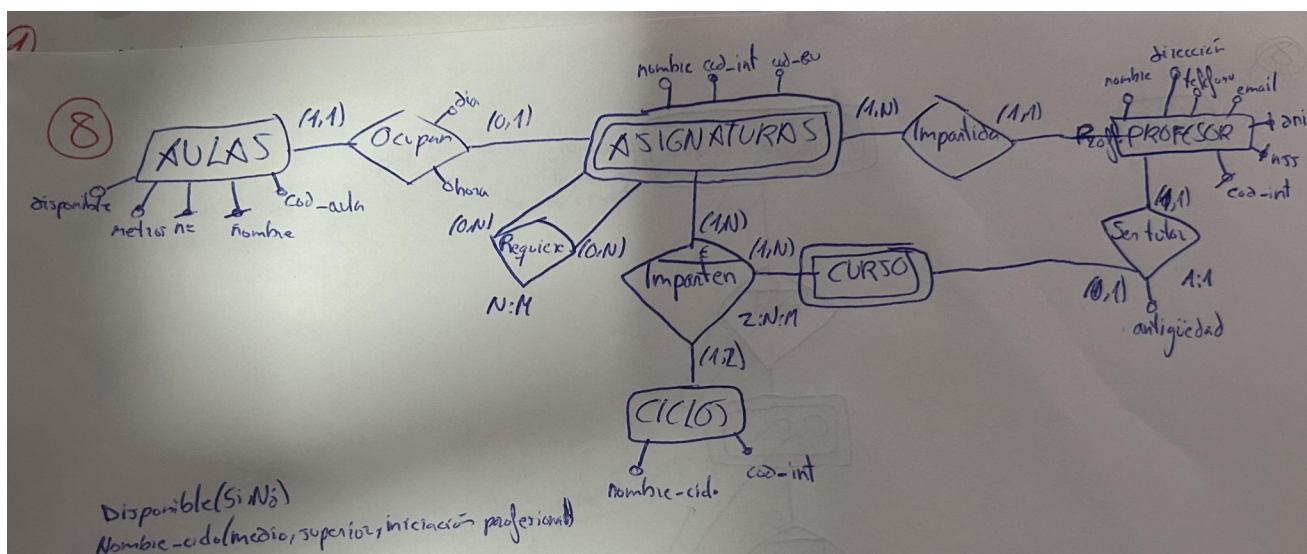 8
nombre cod_int cod_eu
dirección
nombre teléfono email
dni
nss
cod-int
(1,1) Ocupan dia (0,1)
hora
AULAS
ASIGNATURAS
(1,N) Impartida (1,1)
PROFESOR
disponible metros nº nombre cod_aula
(0,N) Requiere (0,N)
N:M
(1,N)
Imparten (1,N)
Z:N:M
CURSO
(1,1)
Ser tutor
(0,1) 1:1
antigüedad
(1,Z)
CICLOS
nombre-ciclo cod-int
Disponible(Si,No)
Nombre-ciclo(medio, superior, iniciación profesional)